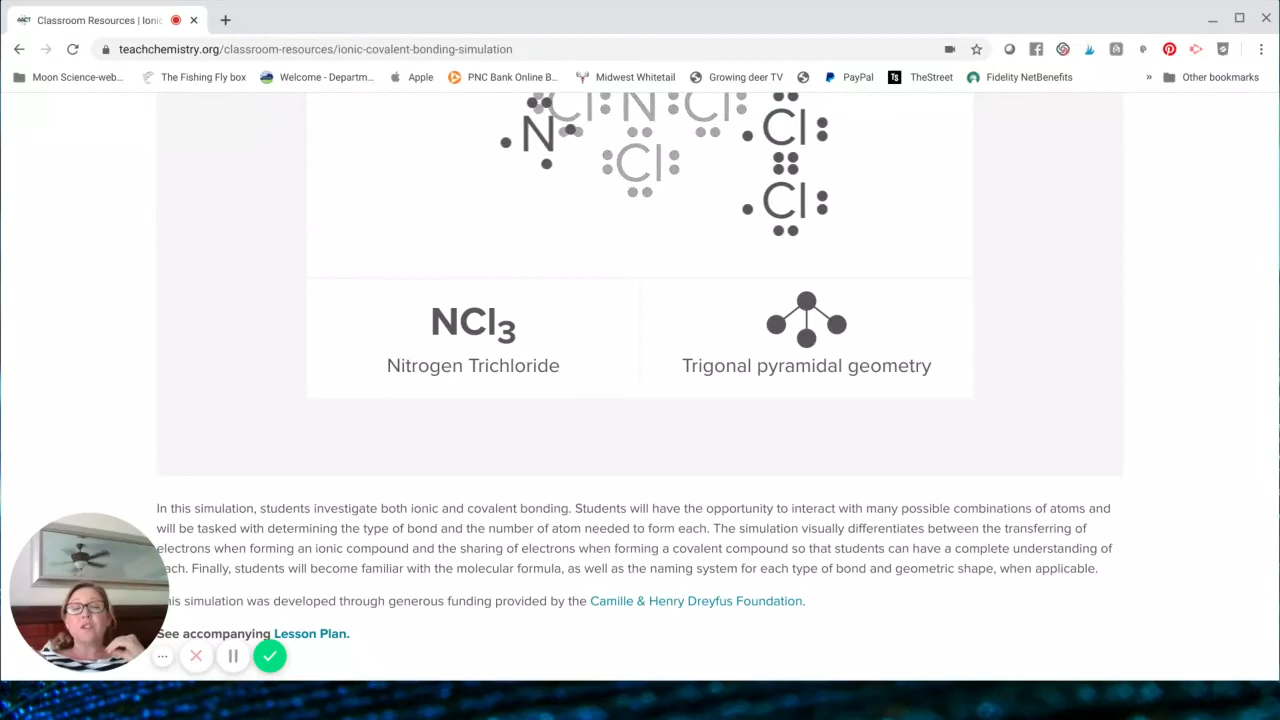 AACT Classroom Resources | Ioni
teachchemistry.org/classroom-resources/ionic-covalent-bonding-simulation
Moon Science-web... The Fishing Fly box Welcome - Departm... Apple PNC Bank Online B... Midwest Whitetail Growing deer TV PayPal TS TheStreet Fidelity NetBenefits » Other bookmarks
Cl N Cl
N Cl Cl
Cl
NCl3
Nitrogen Trichloride
Trigonal pyramidal geometry
In this simulation, students investigate both ionic and covalent bonding. Students will have the opportunity to interact with many possible combinations of atoms and
will be tasked with determining the type of bond and the number of atom needed to form each. The simulation visually differentiates between the transferring of
electrons when forming an ionic compound and the sharing of electrons when forming a covalent compound so that students can have a complete understanding of
ach. Finally, students will become familiar with the molecular formula, as well as the naming system for each type of bond and geometric shape, when applicable.
is simulation was developed through generous funding provided by the Camille & Henry Dreyfus Foundation.
See accompanying Lesson Plan.